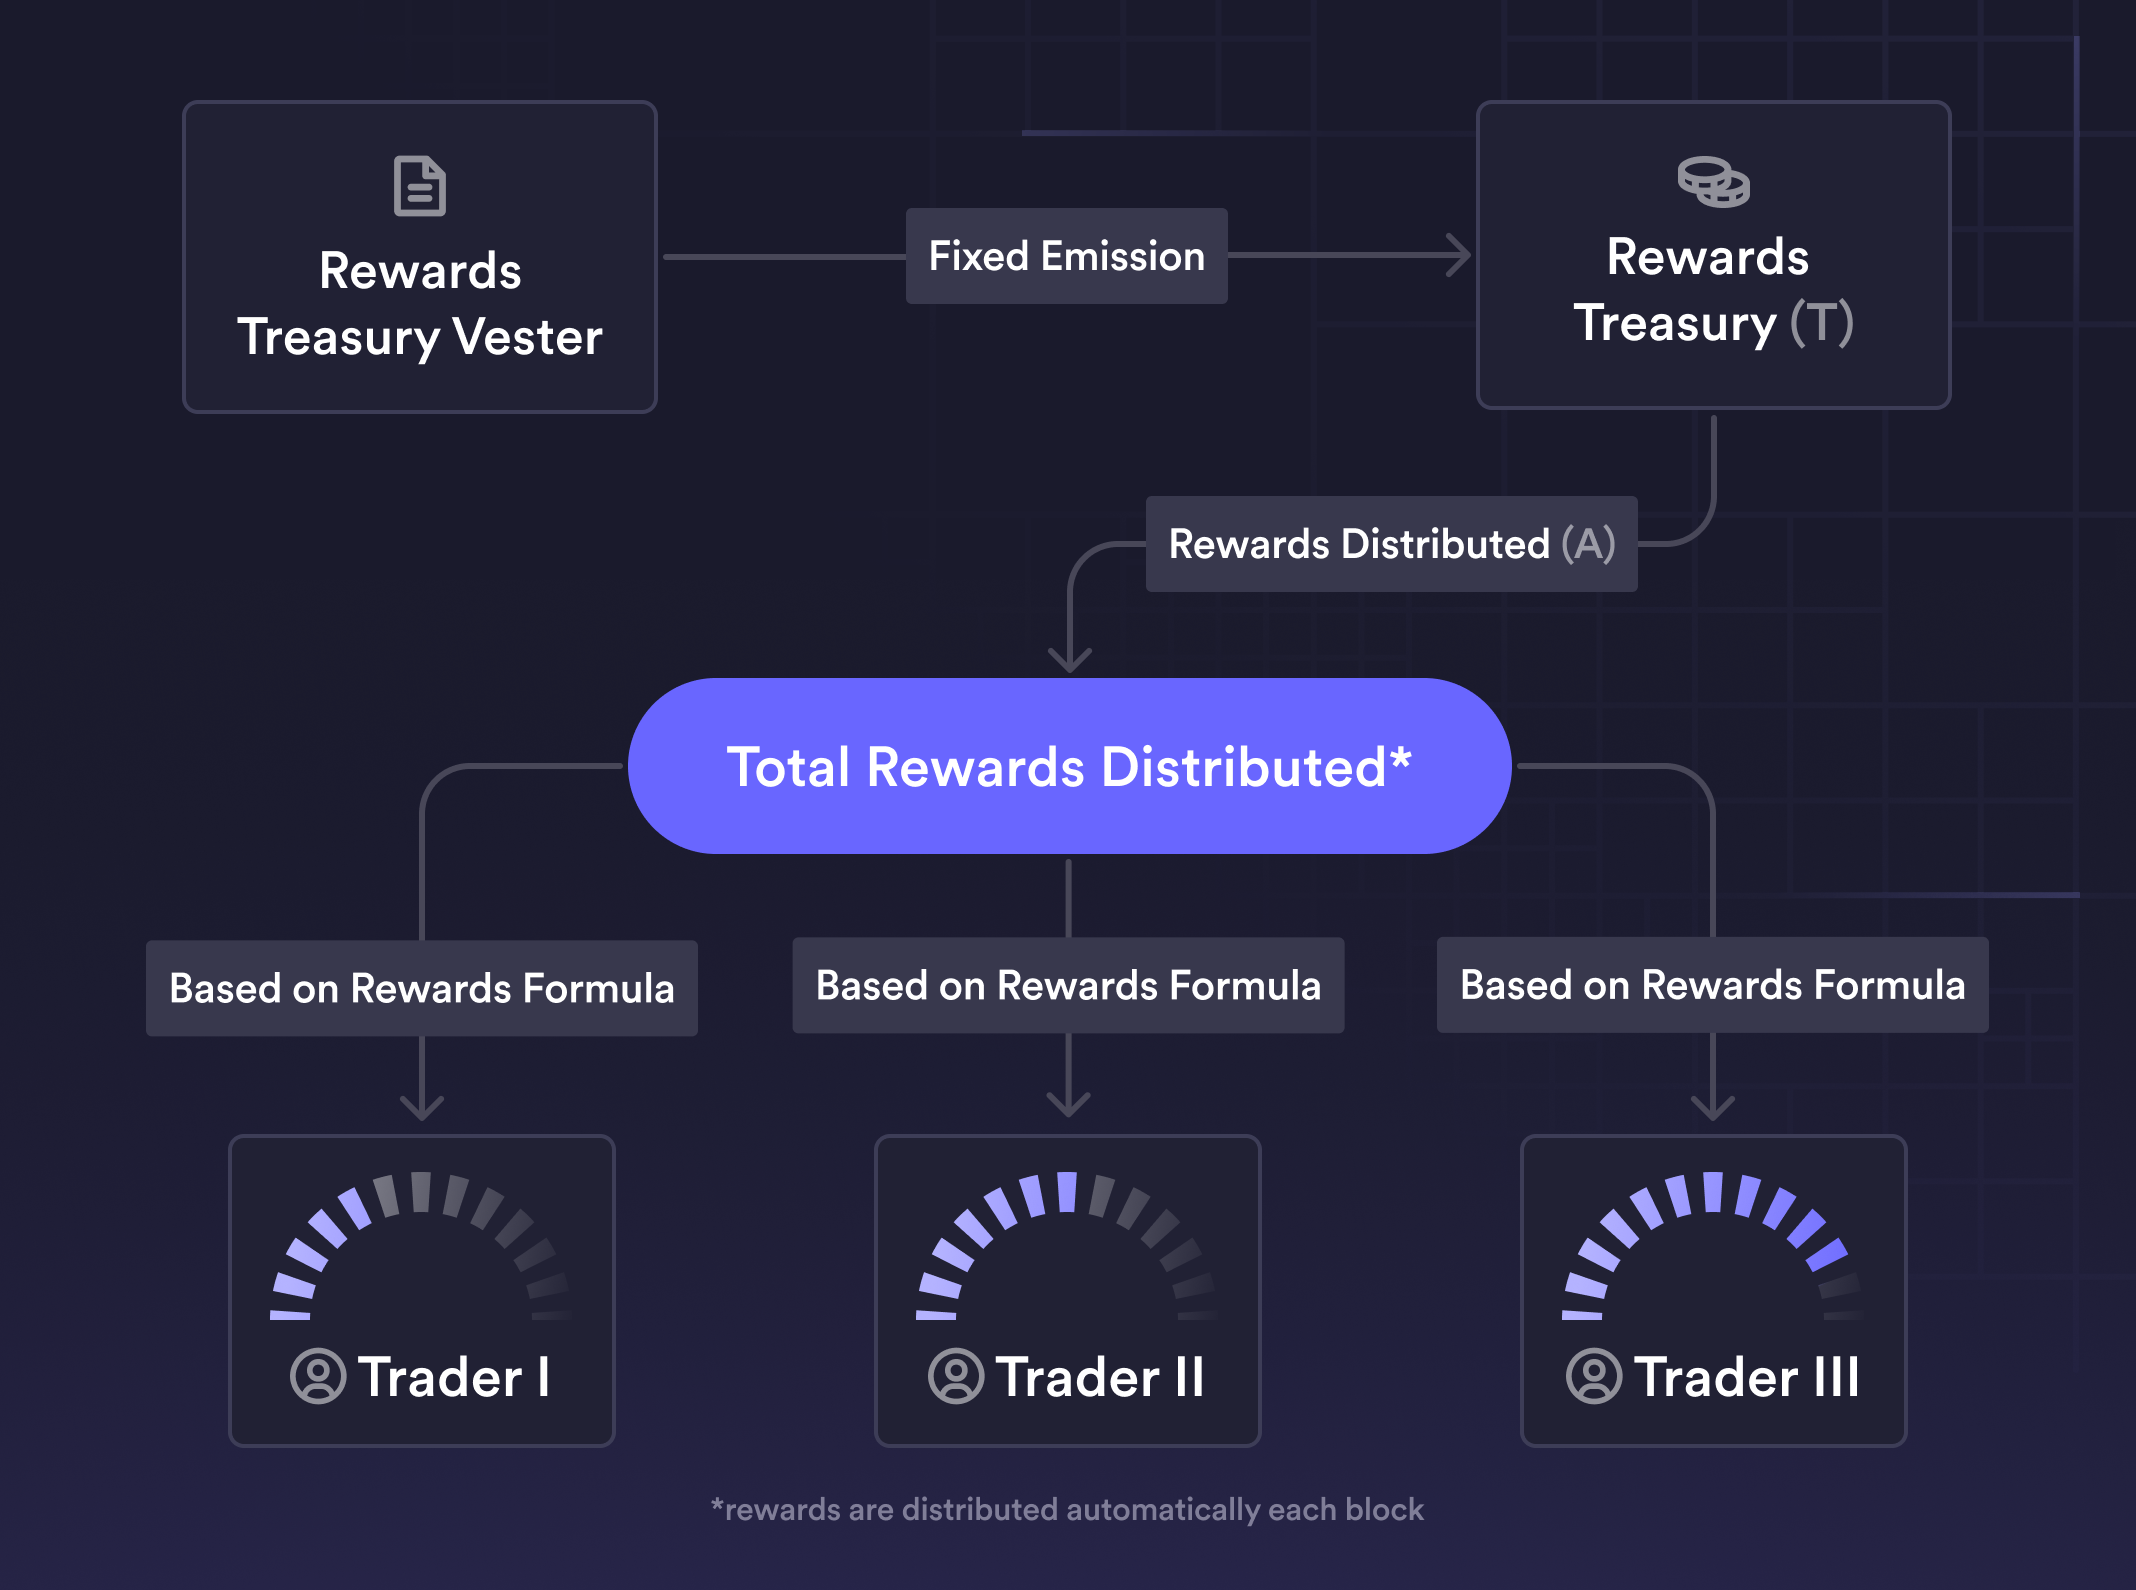 Rewards
Treasury Vester
Fixed Emission
Rewards
Treasury (T)
Rewards Distributed (A)
Total Rewards Distributed*
Based on Rewards Formula
Based on Rewards Formula
Based on Rewards Formula
Trader I
Trader II
Trader III
*rewards are distributed automatically each block